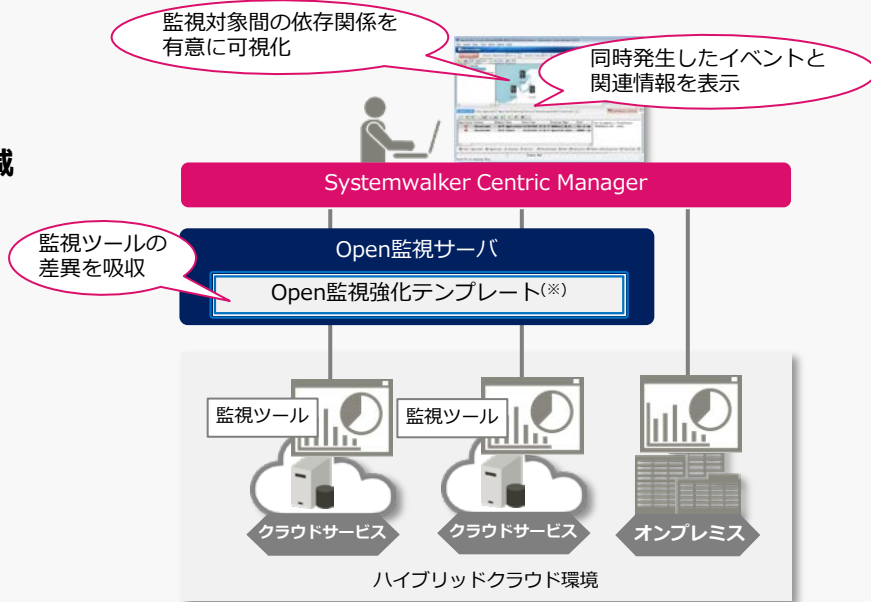 監視対象間の依存関係を
有意に可視化
同時発生したイベントと
関連情報を表示
減
Systemwalker Centric Manager
監視ツールの
差異を吸収
Open監視サーバ
Open監視強化テンプレート(※)
監視ツール
監視ツール
クラウドサービス
クラウドサービス
オンプレミス
ハイブリッドクラウド環境